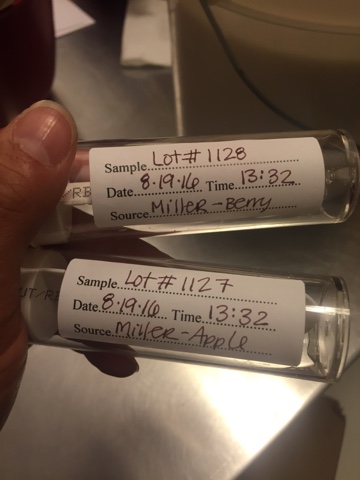 Sample Lot# 1128
Date 8.19.16 Time 13:32
Source Miller-Berry
Sample Lot # 1127
Date 8.19.16 Time 13:32
Source Miller-Apple